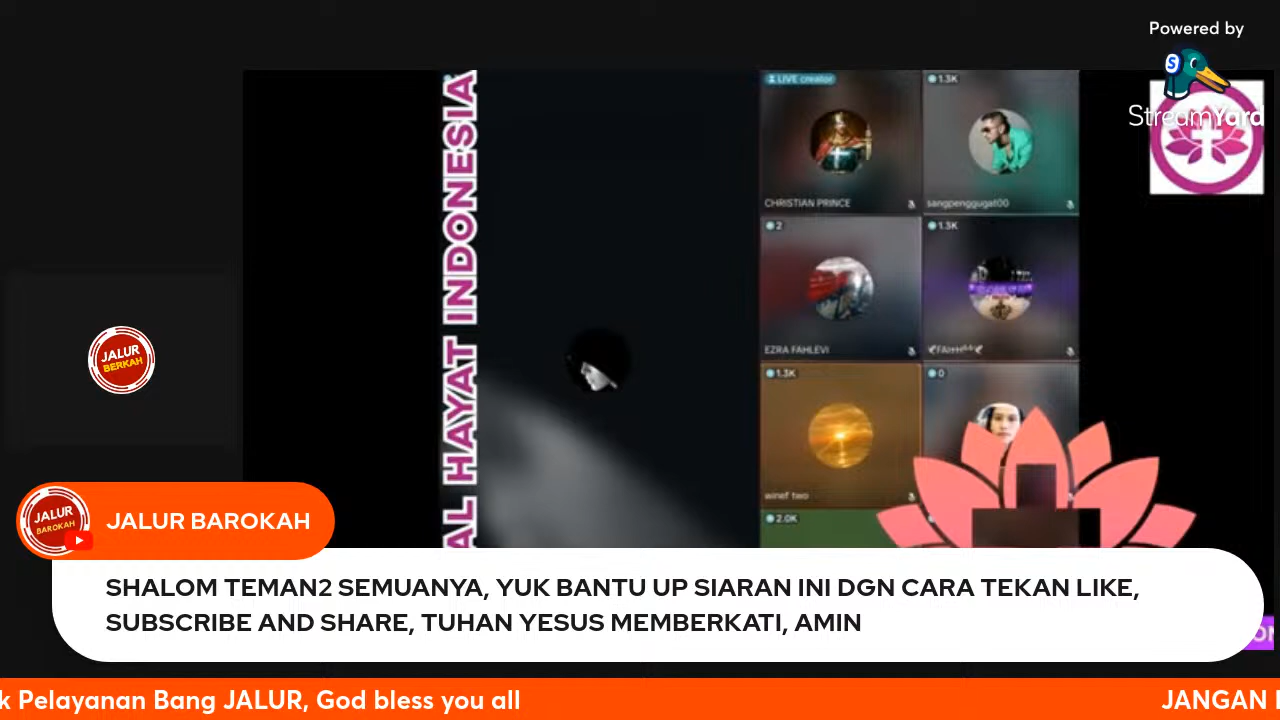 Powered by
StreamYard
AL HAYAT INDONESIA
LIVE creator
1.3K
CHRISTIAN PRINCE
sangpenggugat00
2
1.3K
EZRA FAHLEVI
1.3K
0
winef two
2.0K
JALUR
BERKAH
JALUR
BAROKAH
JALUR BAROKAH
SHALOM TEMAN2 SEMUANYA, YUK BANTU UP SIARAN INI DGN CARA TEKAN LIKE,
SUBSCRIBE AND SHARE, TUHAN YESUS MEMBERKATI, AMIN
k Pelayanan Bang JALUR, God bless you all
JANGAN